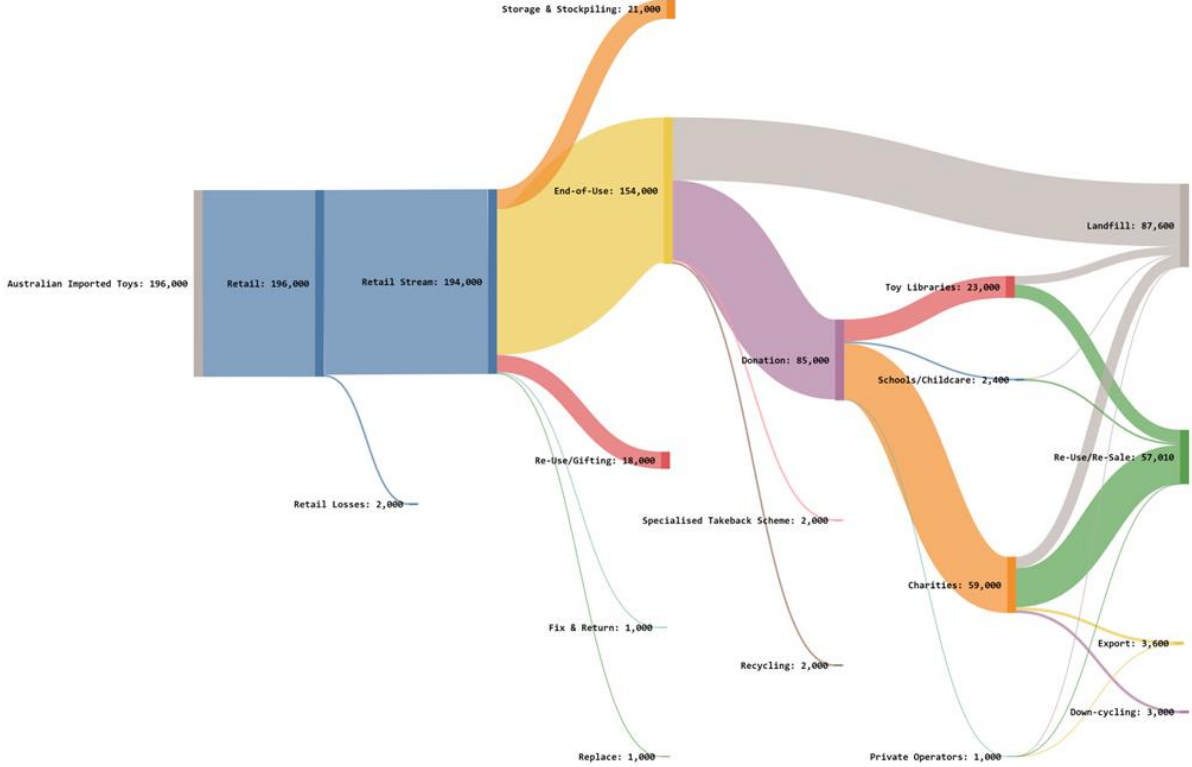 Storage & Stockpiling: 21,000
End-of-Use: 154,000
Landfill: 87,600
Australian Imported Toys: 196,000
Retail: 196,000
Retail Stream: 194,000
Toy Libraries: 23,000
Donation: 85,000
Schools/Childcare: 2,400
Re-Use/Gifting: 18,000
Re-Use/Re-Sale: 57,010
Retail Losses: 2,000
Specialised Takeback Scheme: 2,000
Charities: 59,000
Fix & Return: 1,000
Export: 3,600
Recycling: 2,000
Down-cycling: 3,000
Replace: 1,000
Private Operators: 1,000